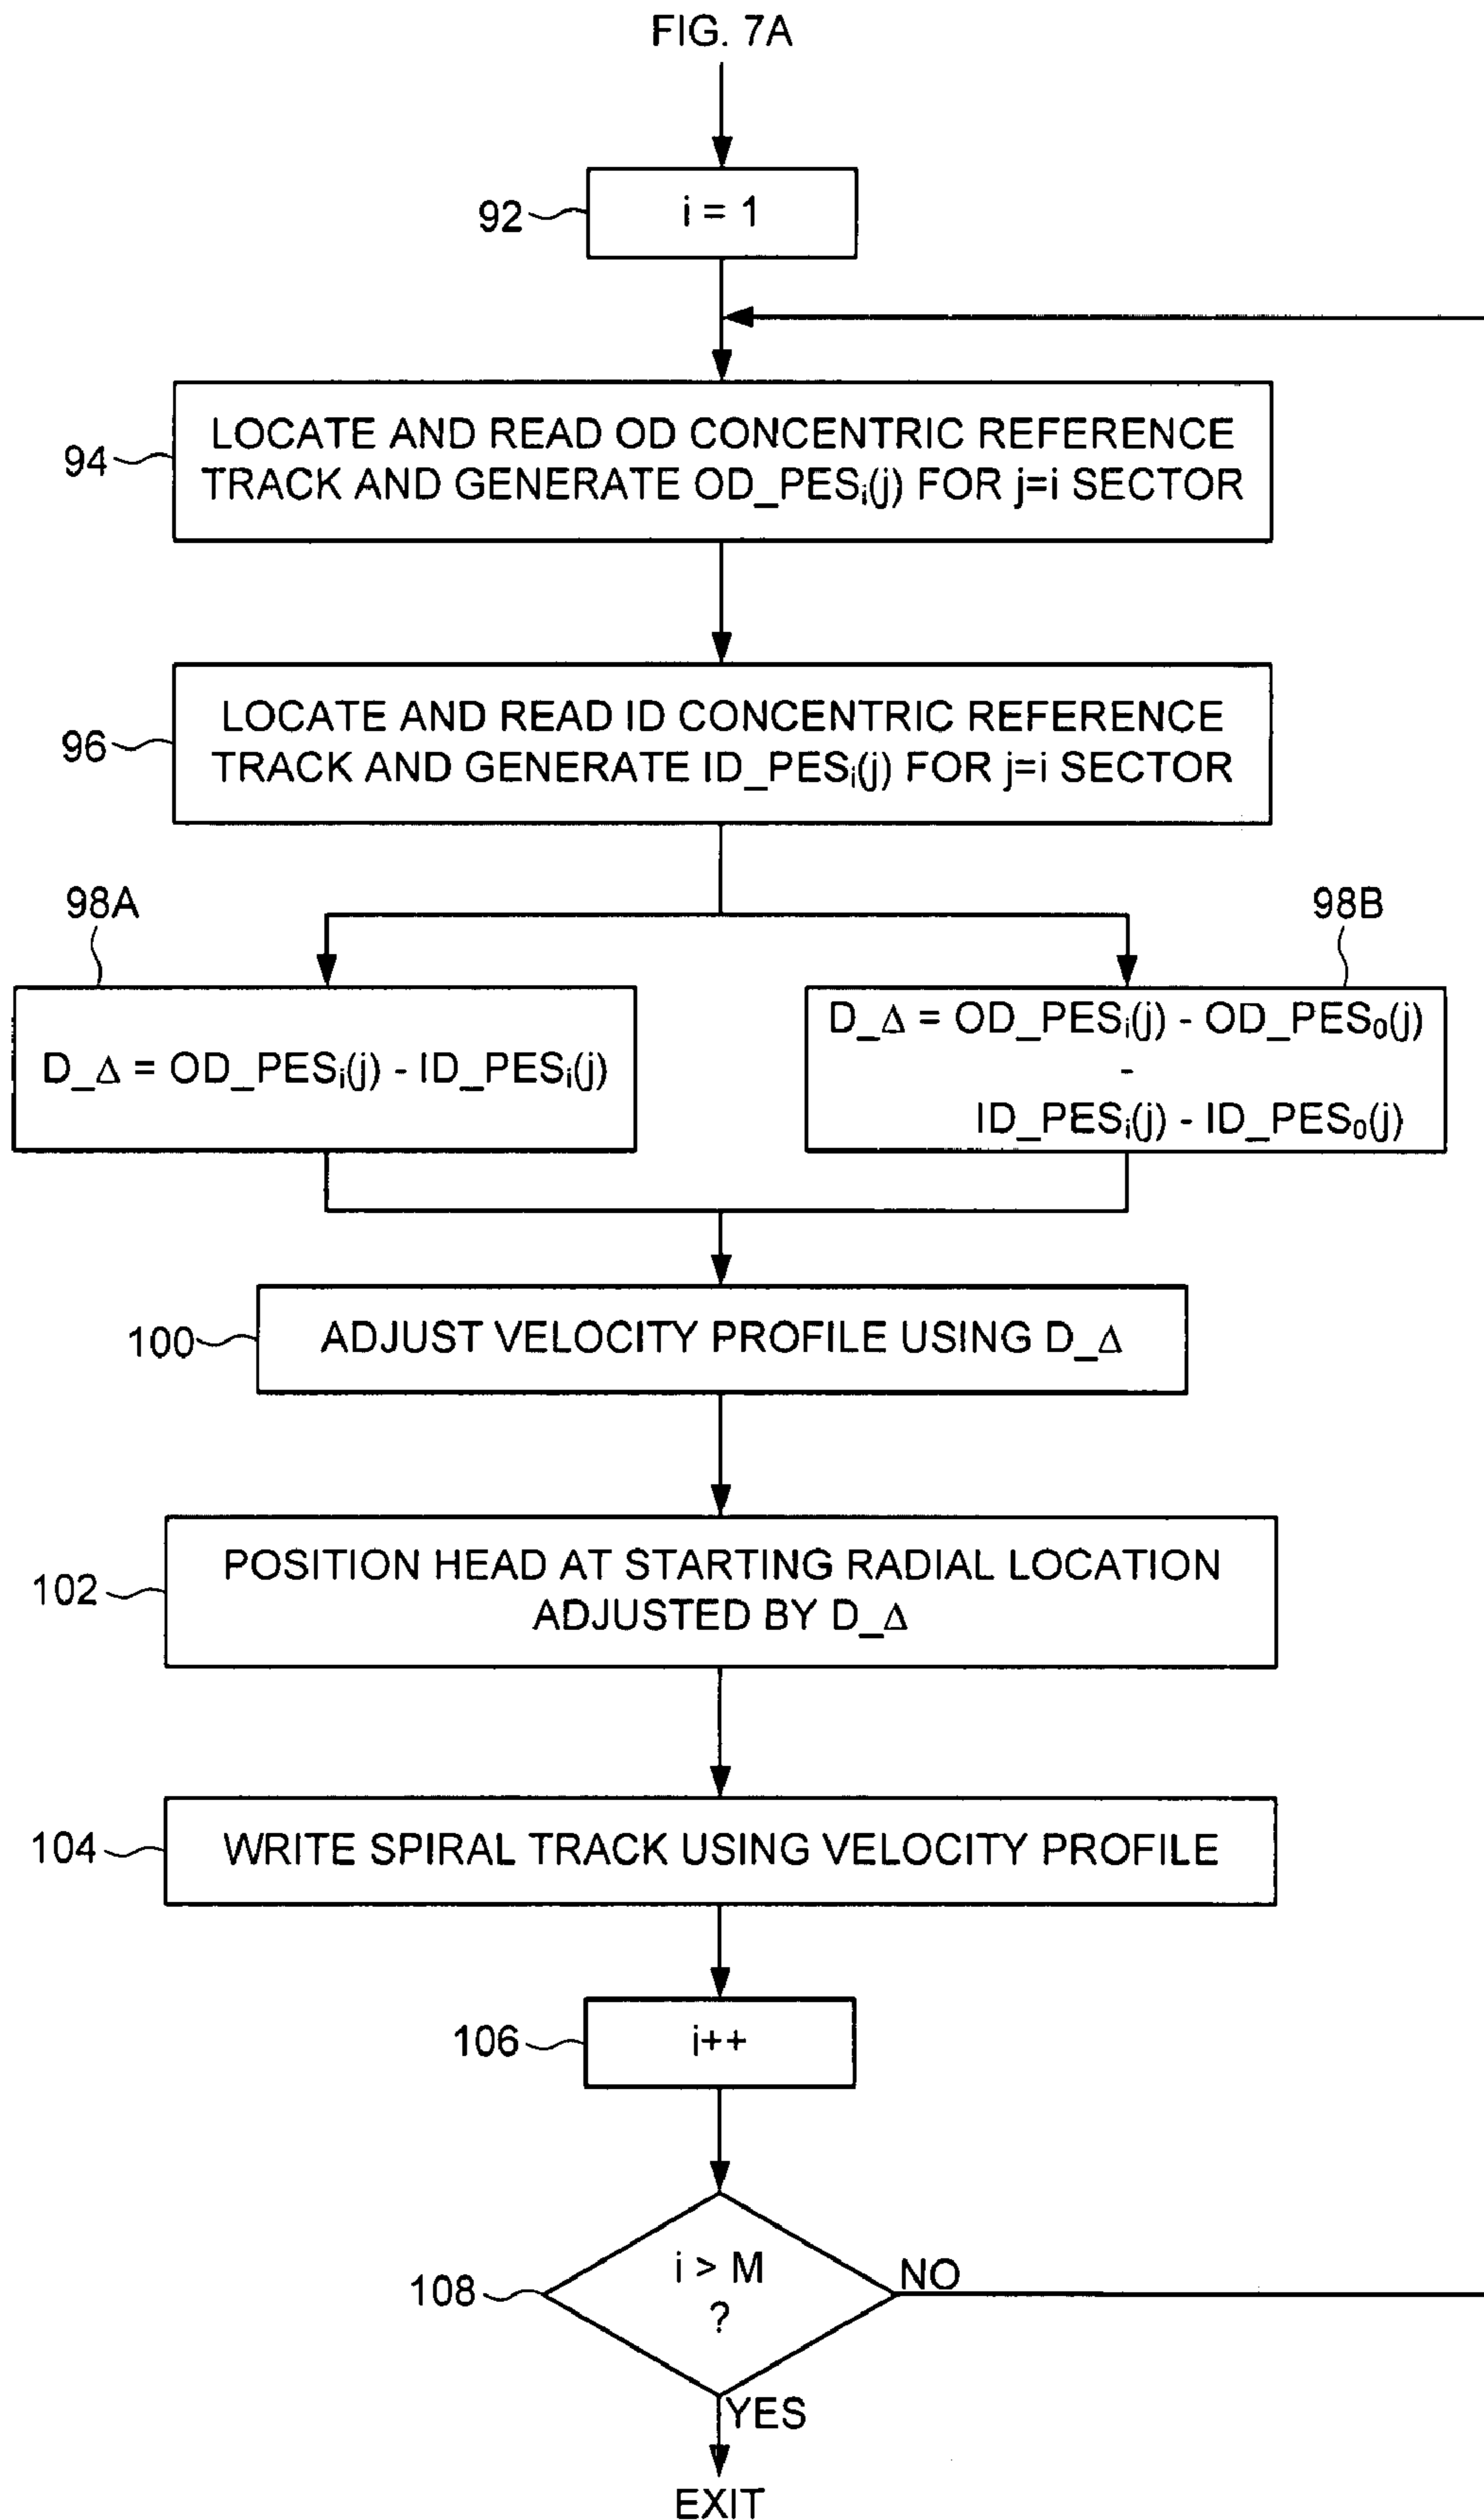 FIG. 7A
92
i = 1
94
LOCATE AND READ OD CONCENTRIC REFERENCE
TRACK AND GENERATE OD_PESi(j) FOR j=i SECTOR
96
LOCATE AND READ ID CONCENTRIC REFERENCE
TRACK AND GENERATE ID_PESi(j) FOR j=i SECTOR
98A
D_Δ = OD_PESi(j) - ID_PESi(j)
98B
D_Δ = OD_PESi(j) - OD_PES0(j)
-
ID_PESi(j) - ID_PES0(j)
100
ADJUST VELOCITY PROFILE USING D_Δ
102
POSITION HEAD AT STARTING RADIAL LOCATION
ADJUSTED BY D_Δ
104
WRITE SPIRAL TRACK USING VELOCITY PROFILE
106
i++
108
i > M
?
NO
YES
EXIT